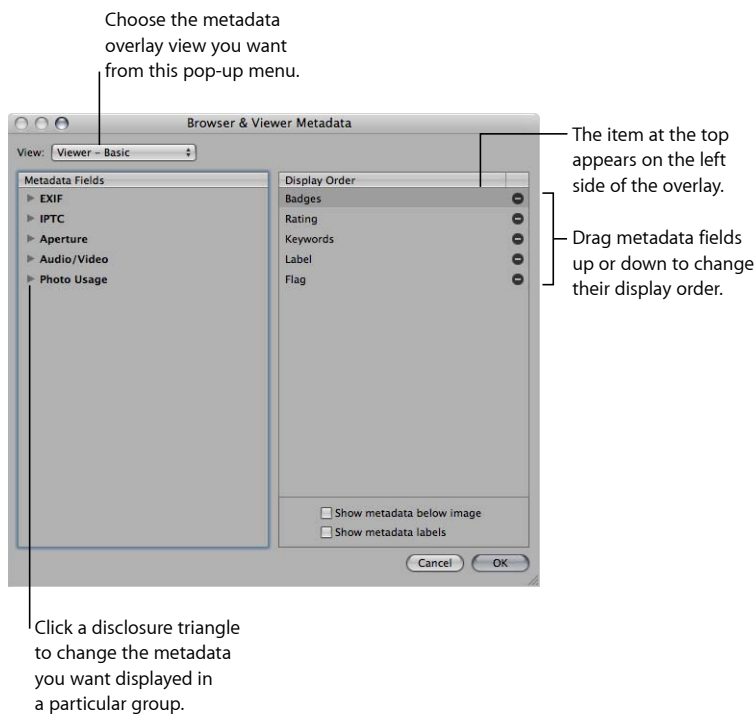 Choose the metadata
overlay view you want
from this pop-up menu.
Browser & Viewer Metadata
View: Viewer – Basic
Metadata Fields
EXIF
IPTC
Aperture
Audio/Video
Photo Usage
Display Order
Badges
Rating
Keywords
Label
Flag
Show metadata below image
Show metadata labels
Cancel
OK
The item at the top
appears on the left
side of the overlay.
Drag metadata fields
up or down to change
their display order.
Click a disclosure triangle
to change the metadata
you want displayed in
a particular group.